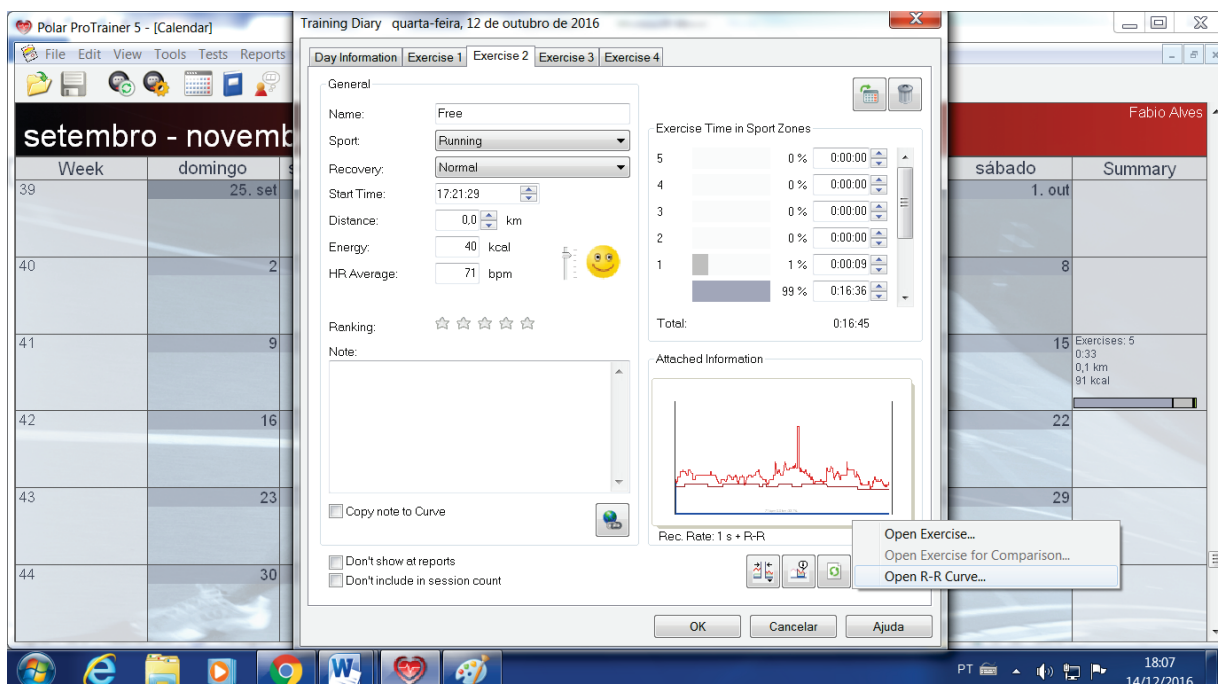 Polar ProTrainer 5 - [Calendar]
File Edit View Tools Tests Reports
Fabio Alves
setembro - novemb
Week domingo sábado Summary
39 25. set 1. out
40 2 8
41 9 15
Exercises: 5
0:33
0,1 km
91 kcal
42 16 22
43 23 29
44 30
Training Diary quarta-feira, 12 de outubro de 2016
Day Information Exercise 1 Exercise 2 Exercise 3 Exercise 4
General
Name: Free
Sport: Running
Recovery: Normal
Start Time: 17:21:29
Distance: 0,0 km
Energy: 40 kcal
HR Average: 71 bpm
Ranking:
Note:
Copy note to Curve
Don't show at reports
Don't include in session count
Exercise Time in Sport Zones
5 0 % 0:00:00
4 0 % 0:00:00
3 0 % 0:00:00
2 0 % 0:00:00
1 1 % 0:00:09
99 % 0:16:36
Total: 0:16:45
Attached Information
Rec. Rate: 1 s + R-R
Open Exercise...
Open Exercise for Comparison...
Open R-R Curve...
OK Cancelar Ajuda
PT
18:07
14/12/2016